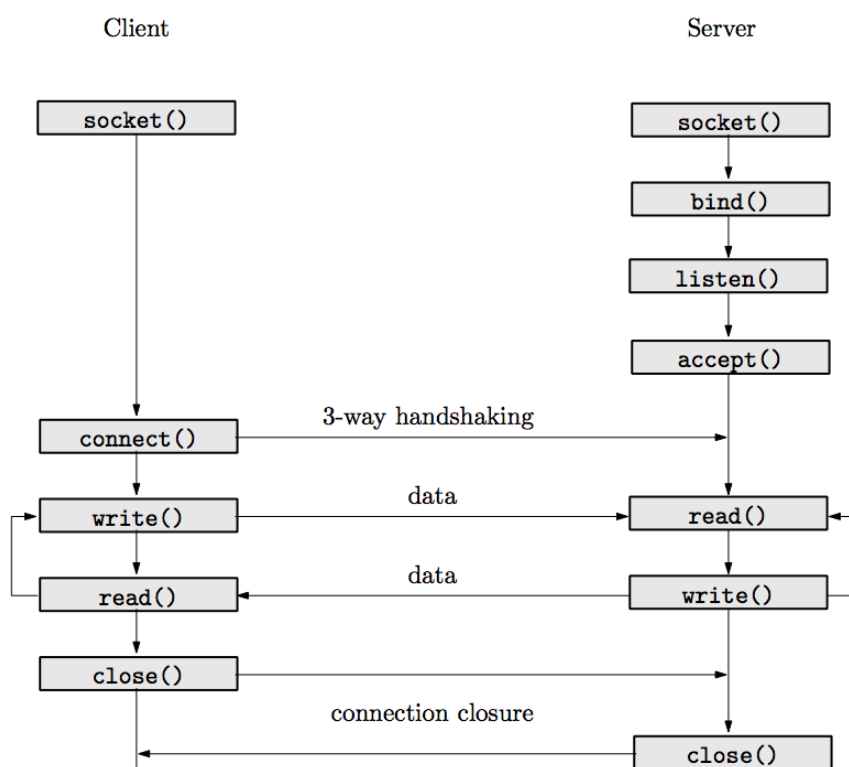 Client Server
socket() socket()
bind()
listen()
accept()
3-way handshaking
connect()
data
write() read()
data
read() write()
close()
connection closure
close()